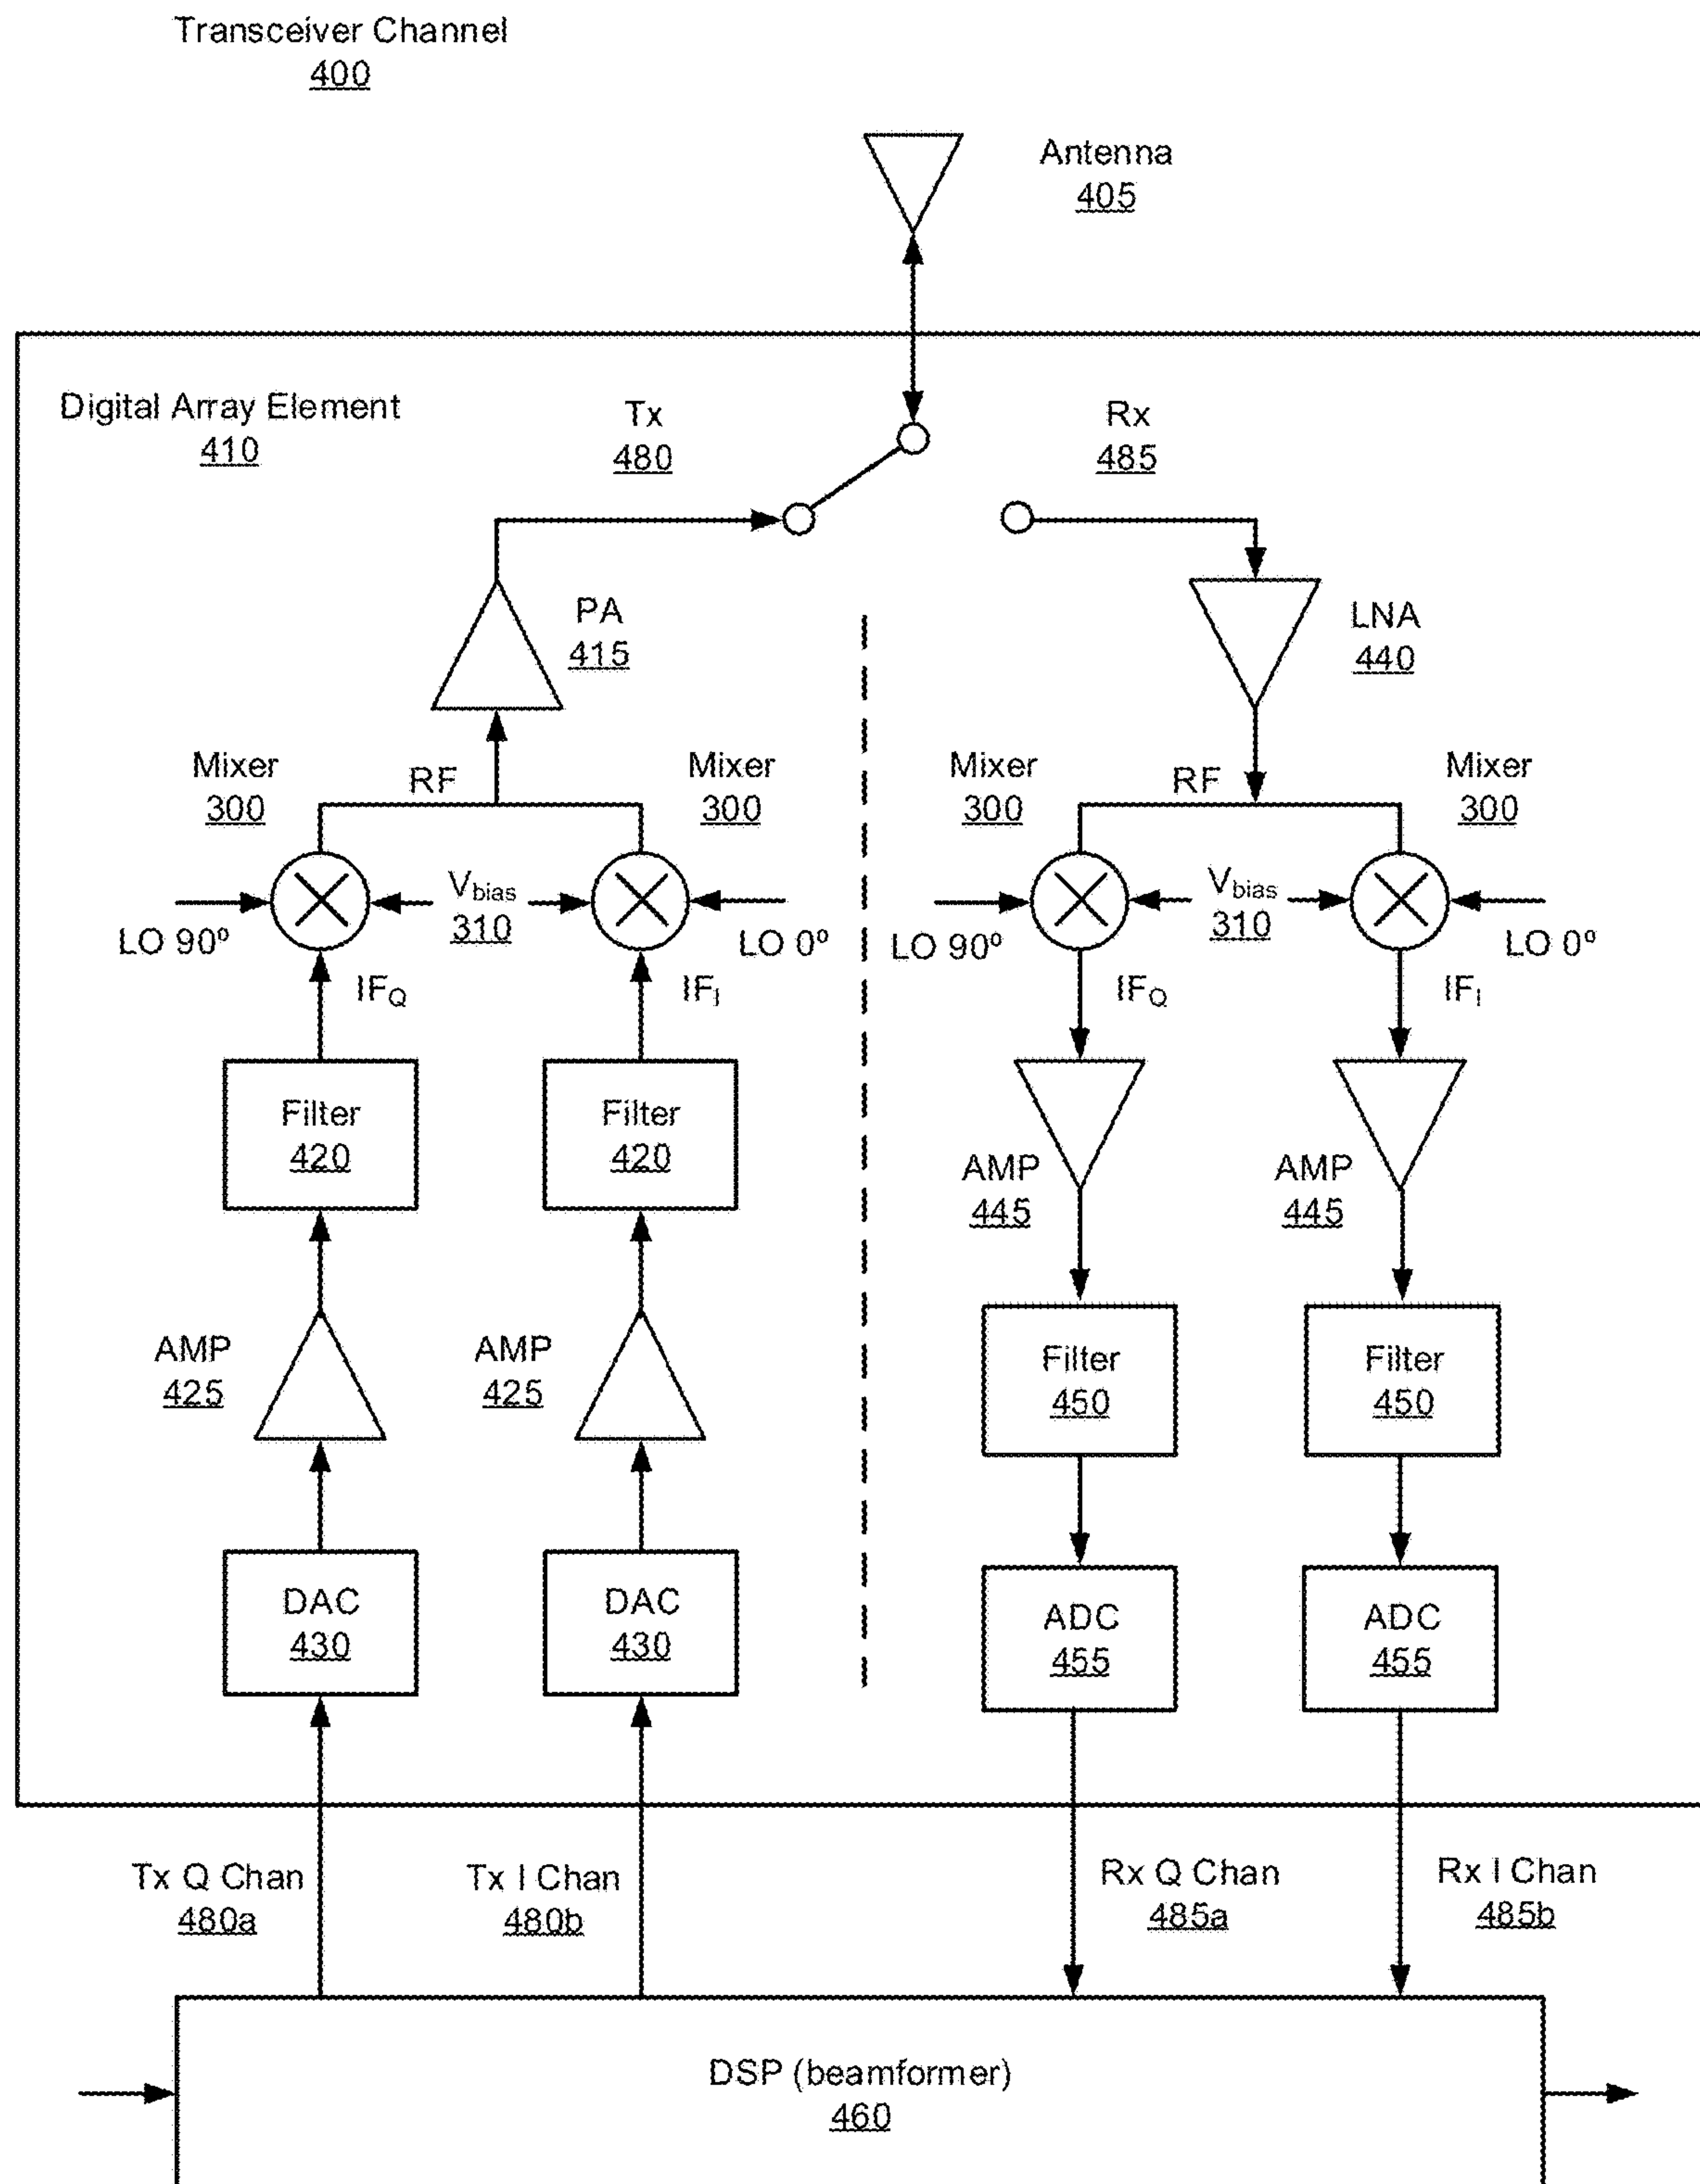 Transceiver Channel
400
Antenna
405
Digital Array Element
410
Tx
480
Rx
485
PA
415
LNA
440
Mixer
300
RF
Mixer
300
Mixer
300
RF
Mixer
300
LO 90º
Vbias
310
LO 0º
LO 90º
Vbias
310
LO 0º
IFQ
IFI
IFQ
IFI
Filter
420
Filter
420
AMP
445
AMP
445
AMP
425
AMP
425
Filter
450
Filter
450
DAC
430
DAC
430
ADC
455
ADC
455
Tx Q Chan
480a
Tx I Chan
480b
Rx Q Chan
485a
Rx I Chan
485b
DSP (beamformer)
460